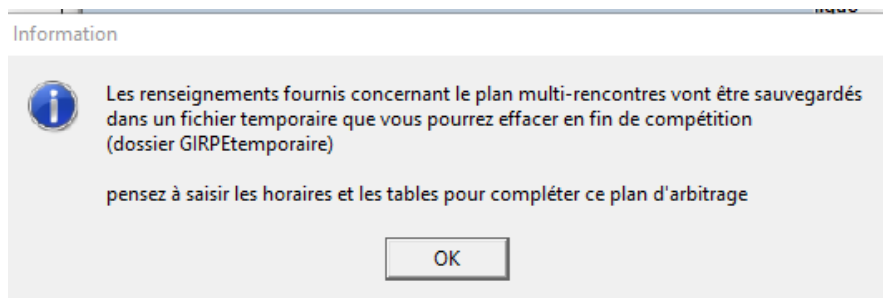 Information
Les renseignements fournis concernant le plan multi-rencontres vont être sauvegardés
dans un fichier temporaire que vous pourrez effacer en fin de compétition
(dossier GIRPEtemporaire)
pensez à saisir les horaires et les tables pour compléter ce plan d'arbitrage
OK